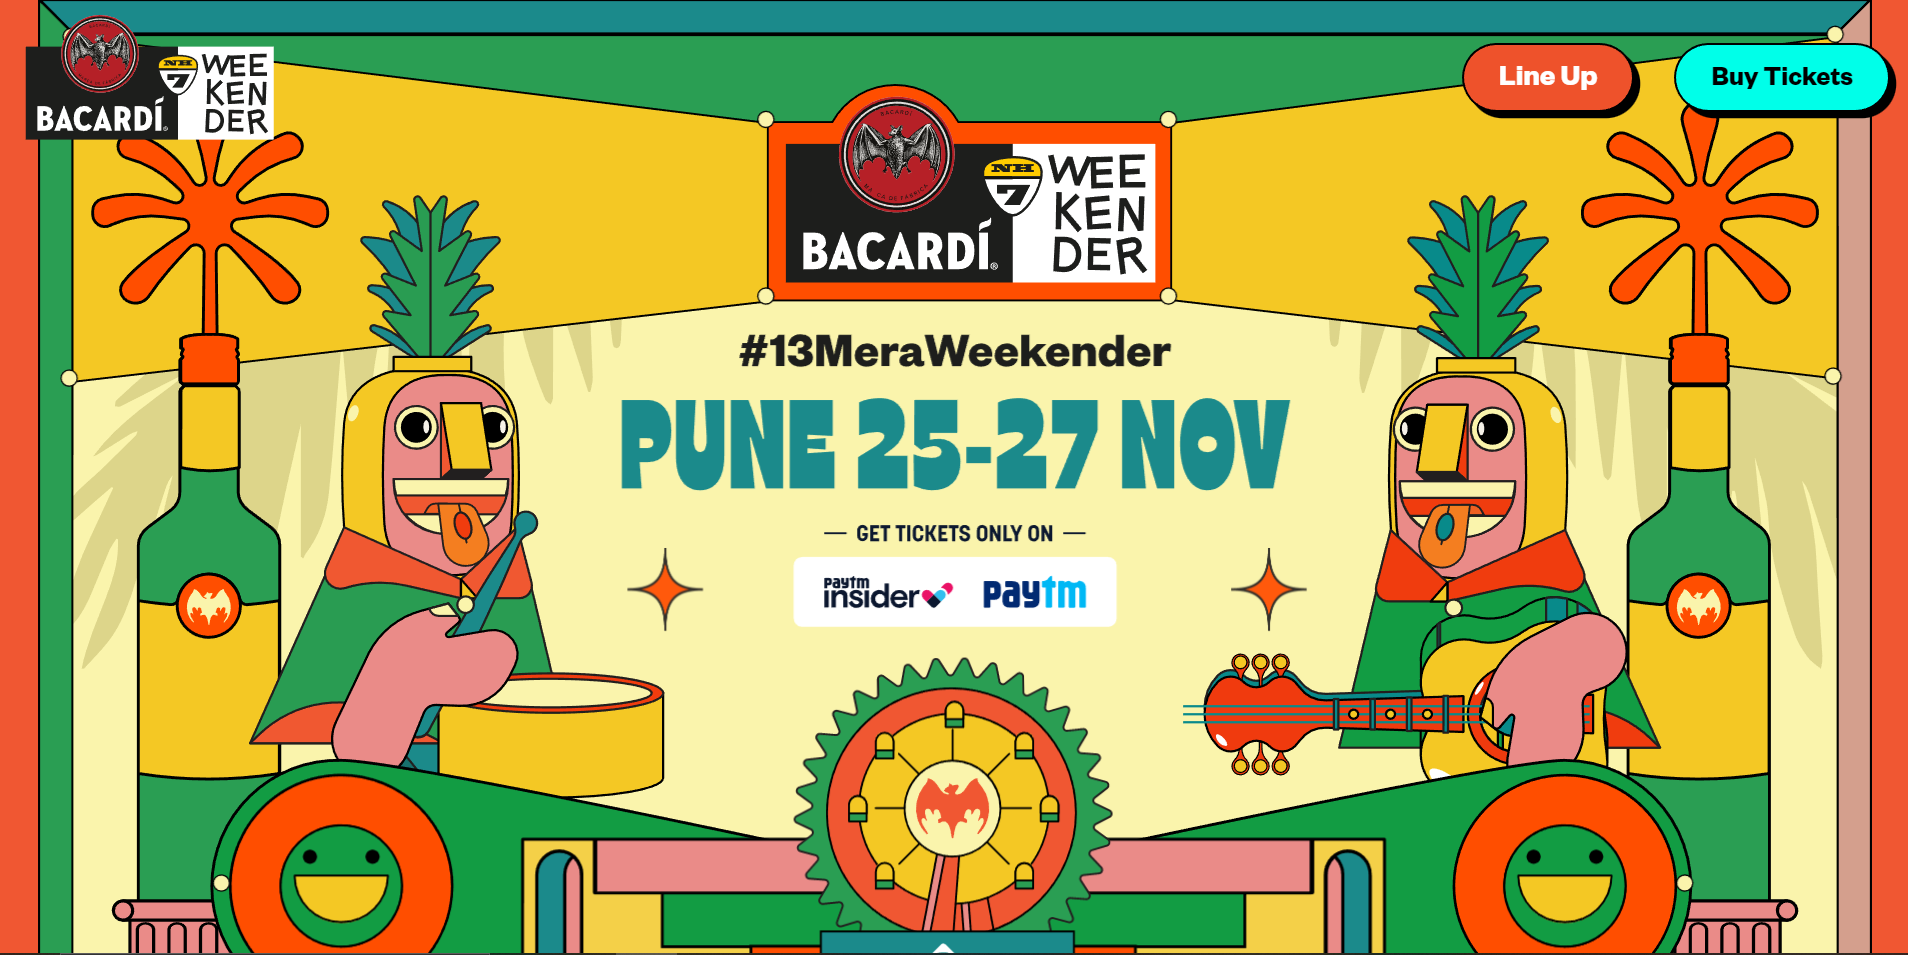 BACARDÍ®
NH
7
WEE
KEN
DER
Line Up
Buy Tickets
BACARDÍ
BACARDÍ®
NH
7
WEE
KEN
DER
#13MeraWeekender
PUNE 25-27 NOV
GET TICKETS ONLY ON
paytm
insider
paytm